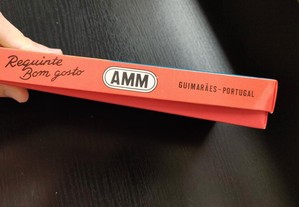 Requinte
Bom gosto
AMM
GUIMARÃES - PORTUGAL